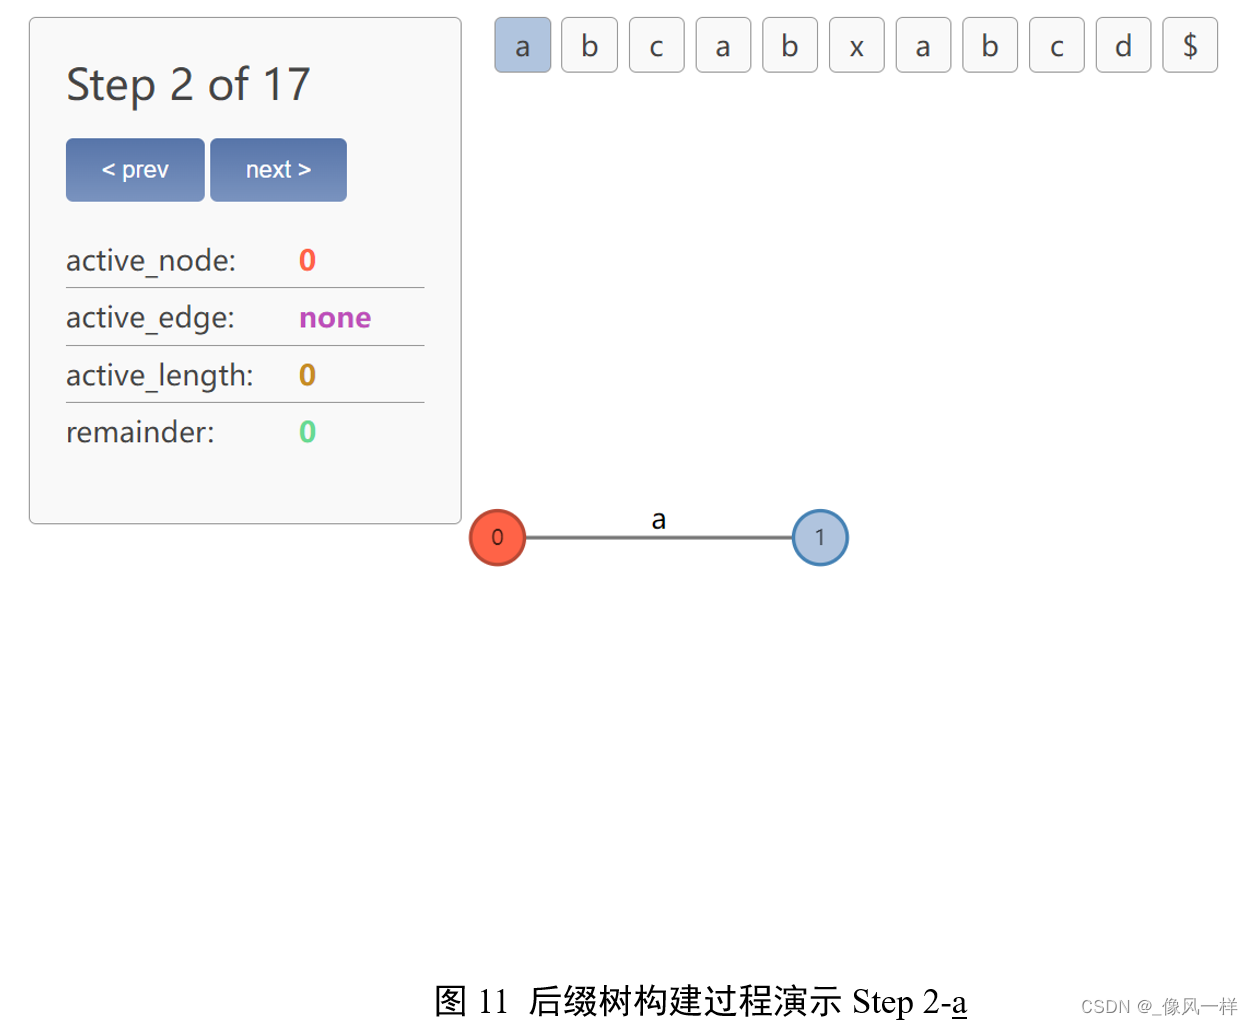 Step 2 of 17
< prev next >
active_node: 0
active_edge: none
active_length: 0
remainder: 0
a b c a b x a b c d $
a
0 1
图 11 后缀树构建过程演示 Step 2-a
CSDN @_像风一样